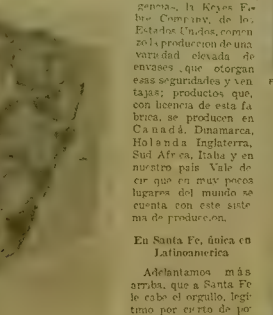 gencias, la Keyes Fi-
bre Company, de los
Estados Unidos, comen
zó la producción de una
variedad elevada de
envases que otorgan
esas seguridades y ven
tajas; productos que,
con licencia de esta fá
brica, se producen en
Canadá, Dinamarca,
Holanda Inglaterra,
Sud Africa, Italia y en
nuestro país Vale de-
cir que en muy pocos
lugares del mundo se
cuenta con este siste
ma de producción.
En Santa Fe, única en
Latinoamérica
Adelantamos más
arriba, que a Santa Fe
le cabe el orgullo, legí
timo por cierto de po